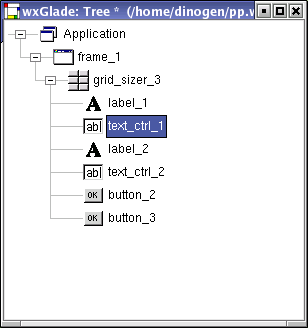 wxGlade: Tree * (/home/dinogen/pp.w
Application
frame_1
grid_sizer_3
A label_1
ab| text_ctrl_1
A label_2
ab| text_ctrl_2
OK button_2
OK button_3